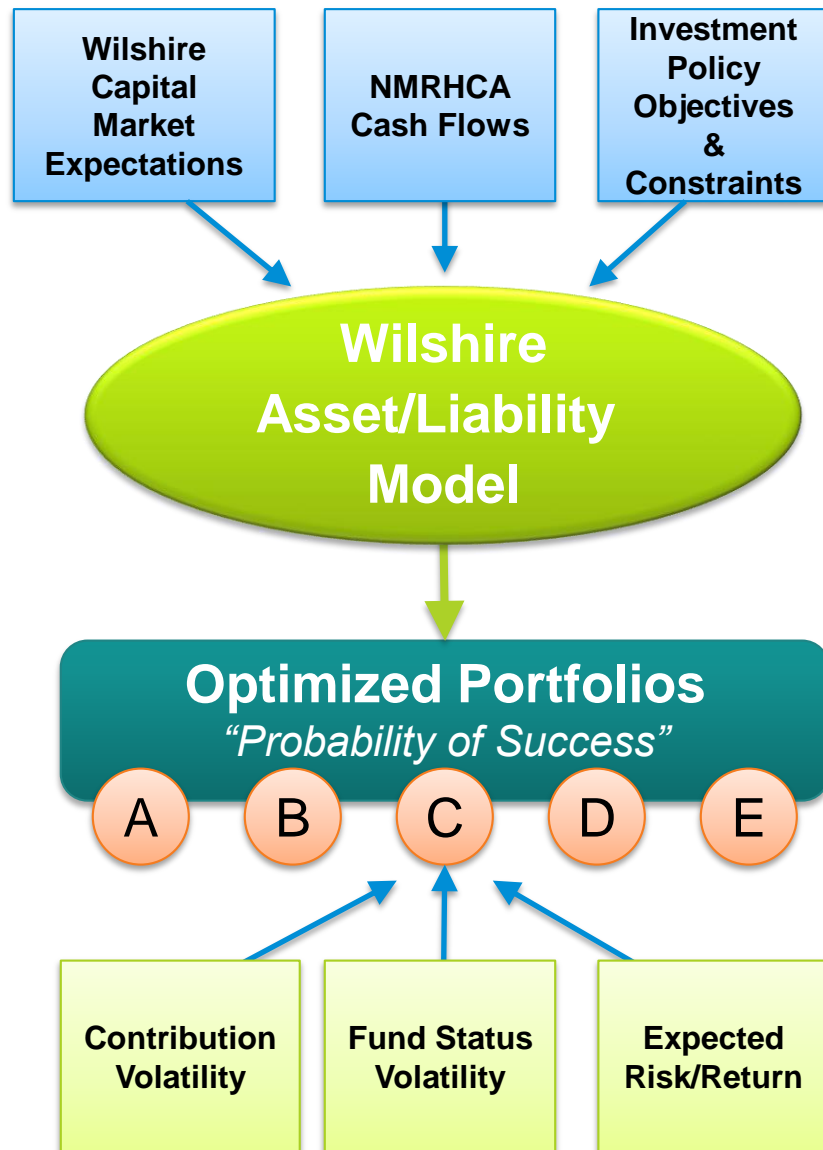 Wilshire
Capital
Market
Expectations
NMRHCA
Cash Flows
Investment
Policy
Objectives
&
Constraints
Wilshire
Asset/Liability
Model
Optimized Portfolios
“Probability of Success”
A B C D E
Contribution
Volatility
Fund Status
Volatility
Expected
Risk/Return